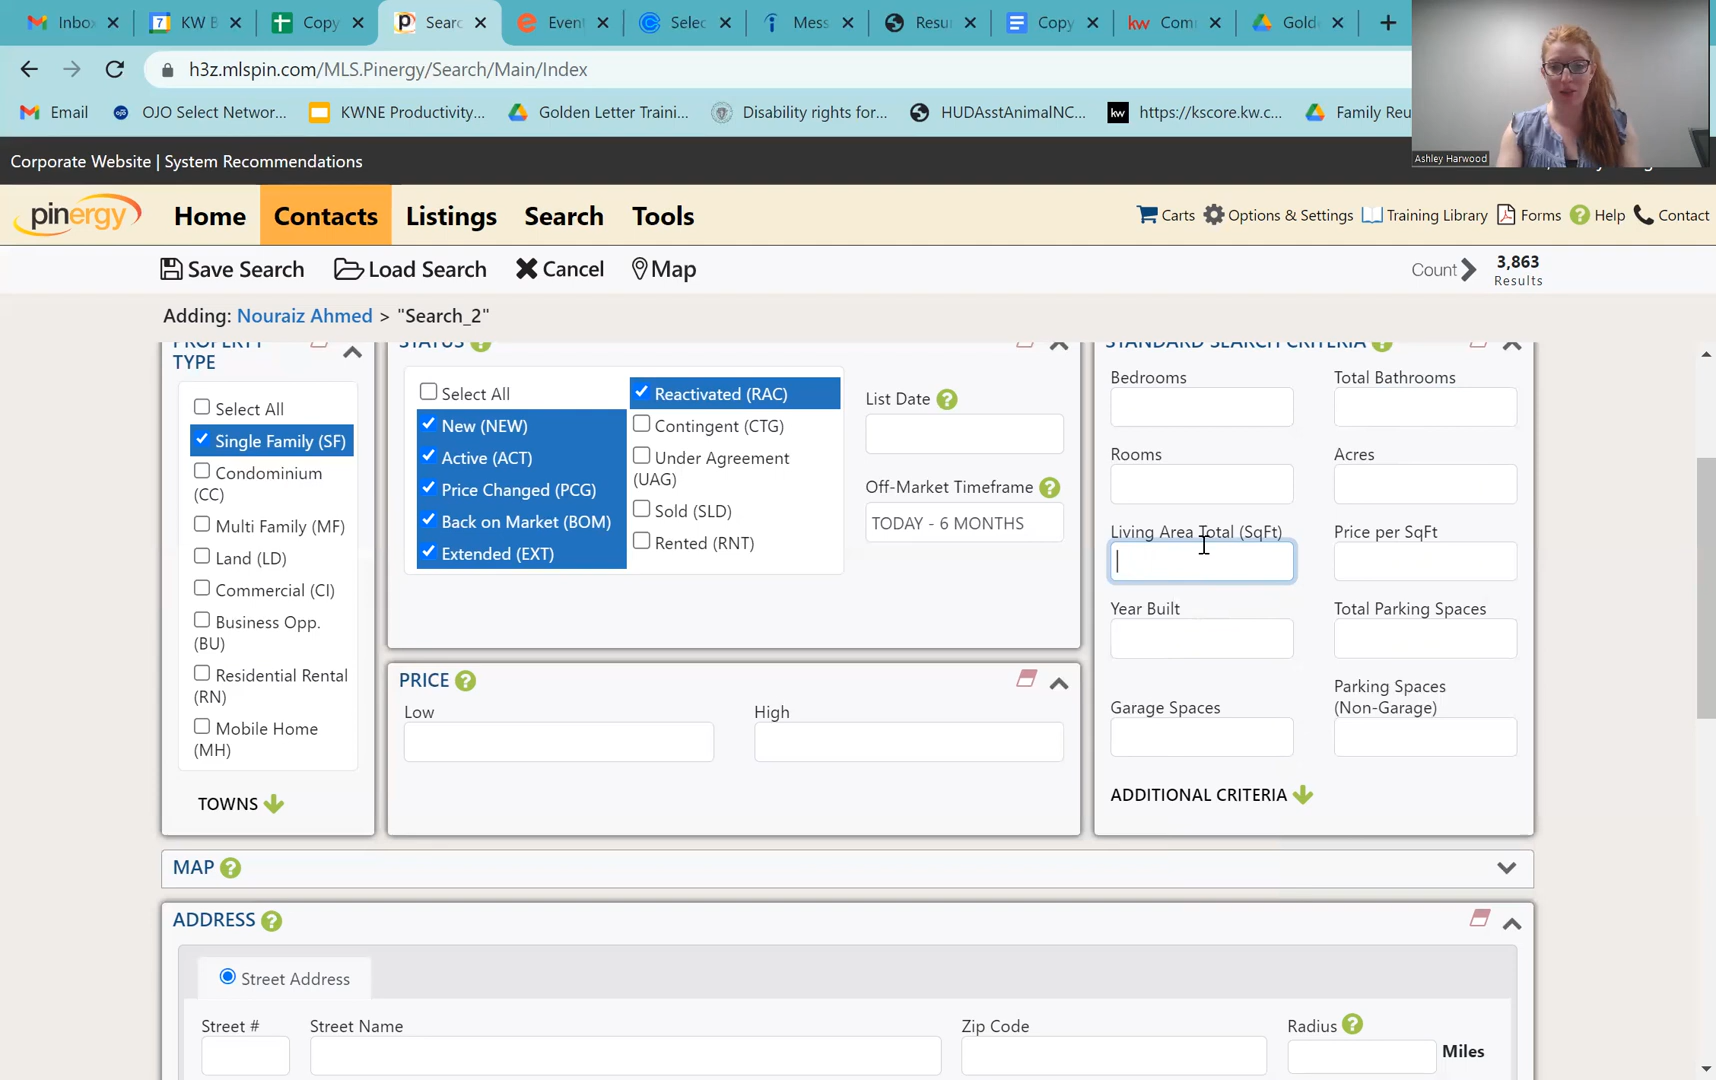 Inbo
KW B
Copy
Searc
Even
Selec
Mess
Resu
Copy
kw Com
Gold
h3z.mlspin.com/MLS.Pinergy/Search/Main/Index
Email
OJO Select Networ...
KWNE Productivity...
Golden Letter Traini...
Disability rights for...
HUDAsstAnimalNC...
kw https://kscore.kw.c...
Family Reu
Ashley Harwood
Corporate Website | System Recommendations
pinergy
Home
Contacts
Listings
Search
Tools
Carts
Options & Settings
Training Library
Forms
Help
Contact
Save Search
Load Search
Cancel
Map
Count
3,863
Results
Adding: Nouraiz Ahmed > "Search_2"
PROPERTY
TYPE
Select All
Single Family (SF)
Condominium
(CC)
Multi Family (MF)
Land (LD)
Commercial (CI)
Business Opp.
(BU)
Residential Rental
(RN)
Mobile Home
(MH)
TOWNS
STATUS
Select All
New (NEW)
Active (ACT)
Price Changed (PCG)
Back on Market (BOM)
Extended (EXT)
Reactivated (RAC)
Contingent (CTG)
Under Agreement
(UAG)
Sold (SLD)
Rented (RNT)
List Date
Off-Market Timeframe
TODAY - 6 MONTHS
PRICE
Low
High
STANDARD SEARCH CRITERIA
Bedrooms
Total Bathrooms
Rooms
Acres
Living Area Total (SqFt)
Price per SqFt
Year Built
Total Parking Spaces
Garage Spaces
Parking Spaces
(Non-Garage)
ADDITIONAL CRITERIA
MAP
ADDRESS
Street Address
Street #
Street Name
Zip Code
Radius
Miles